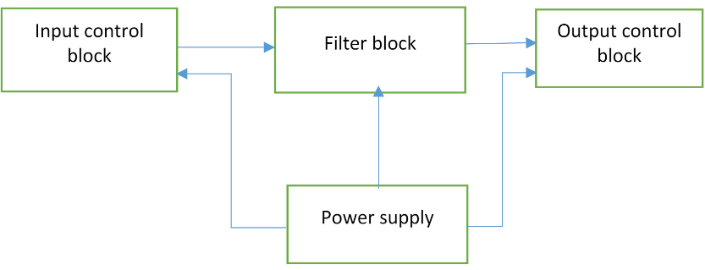 Input control
block
Filter block
Output control
block
Power supply